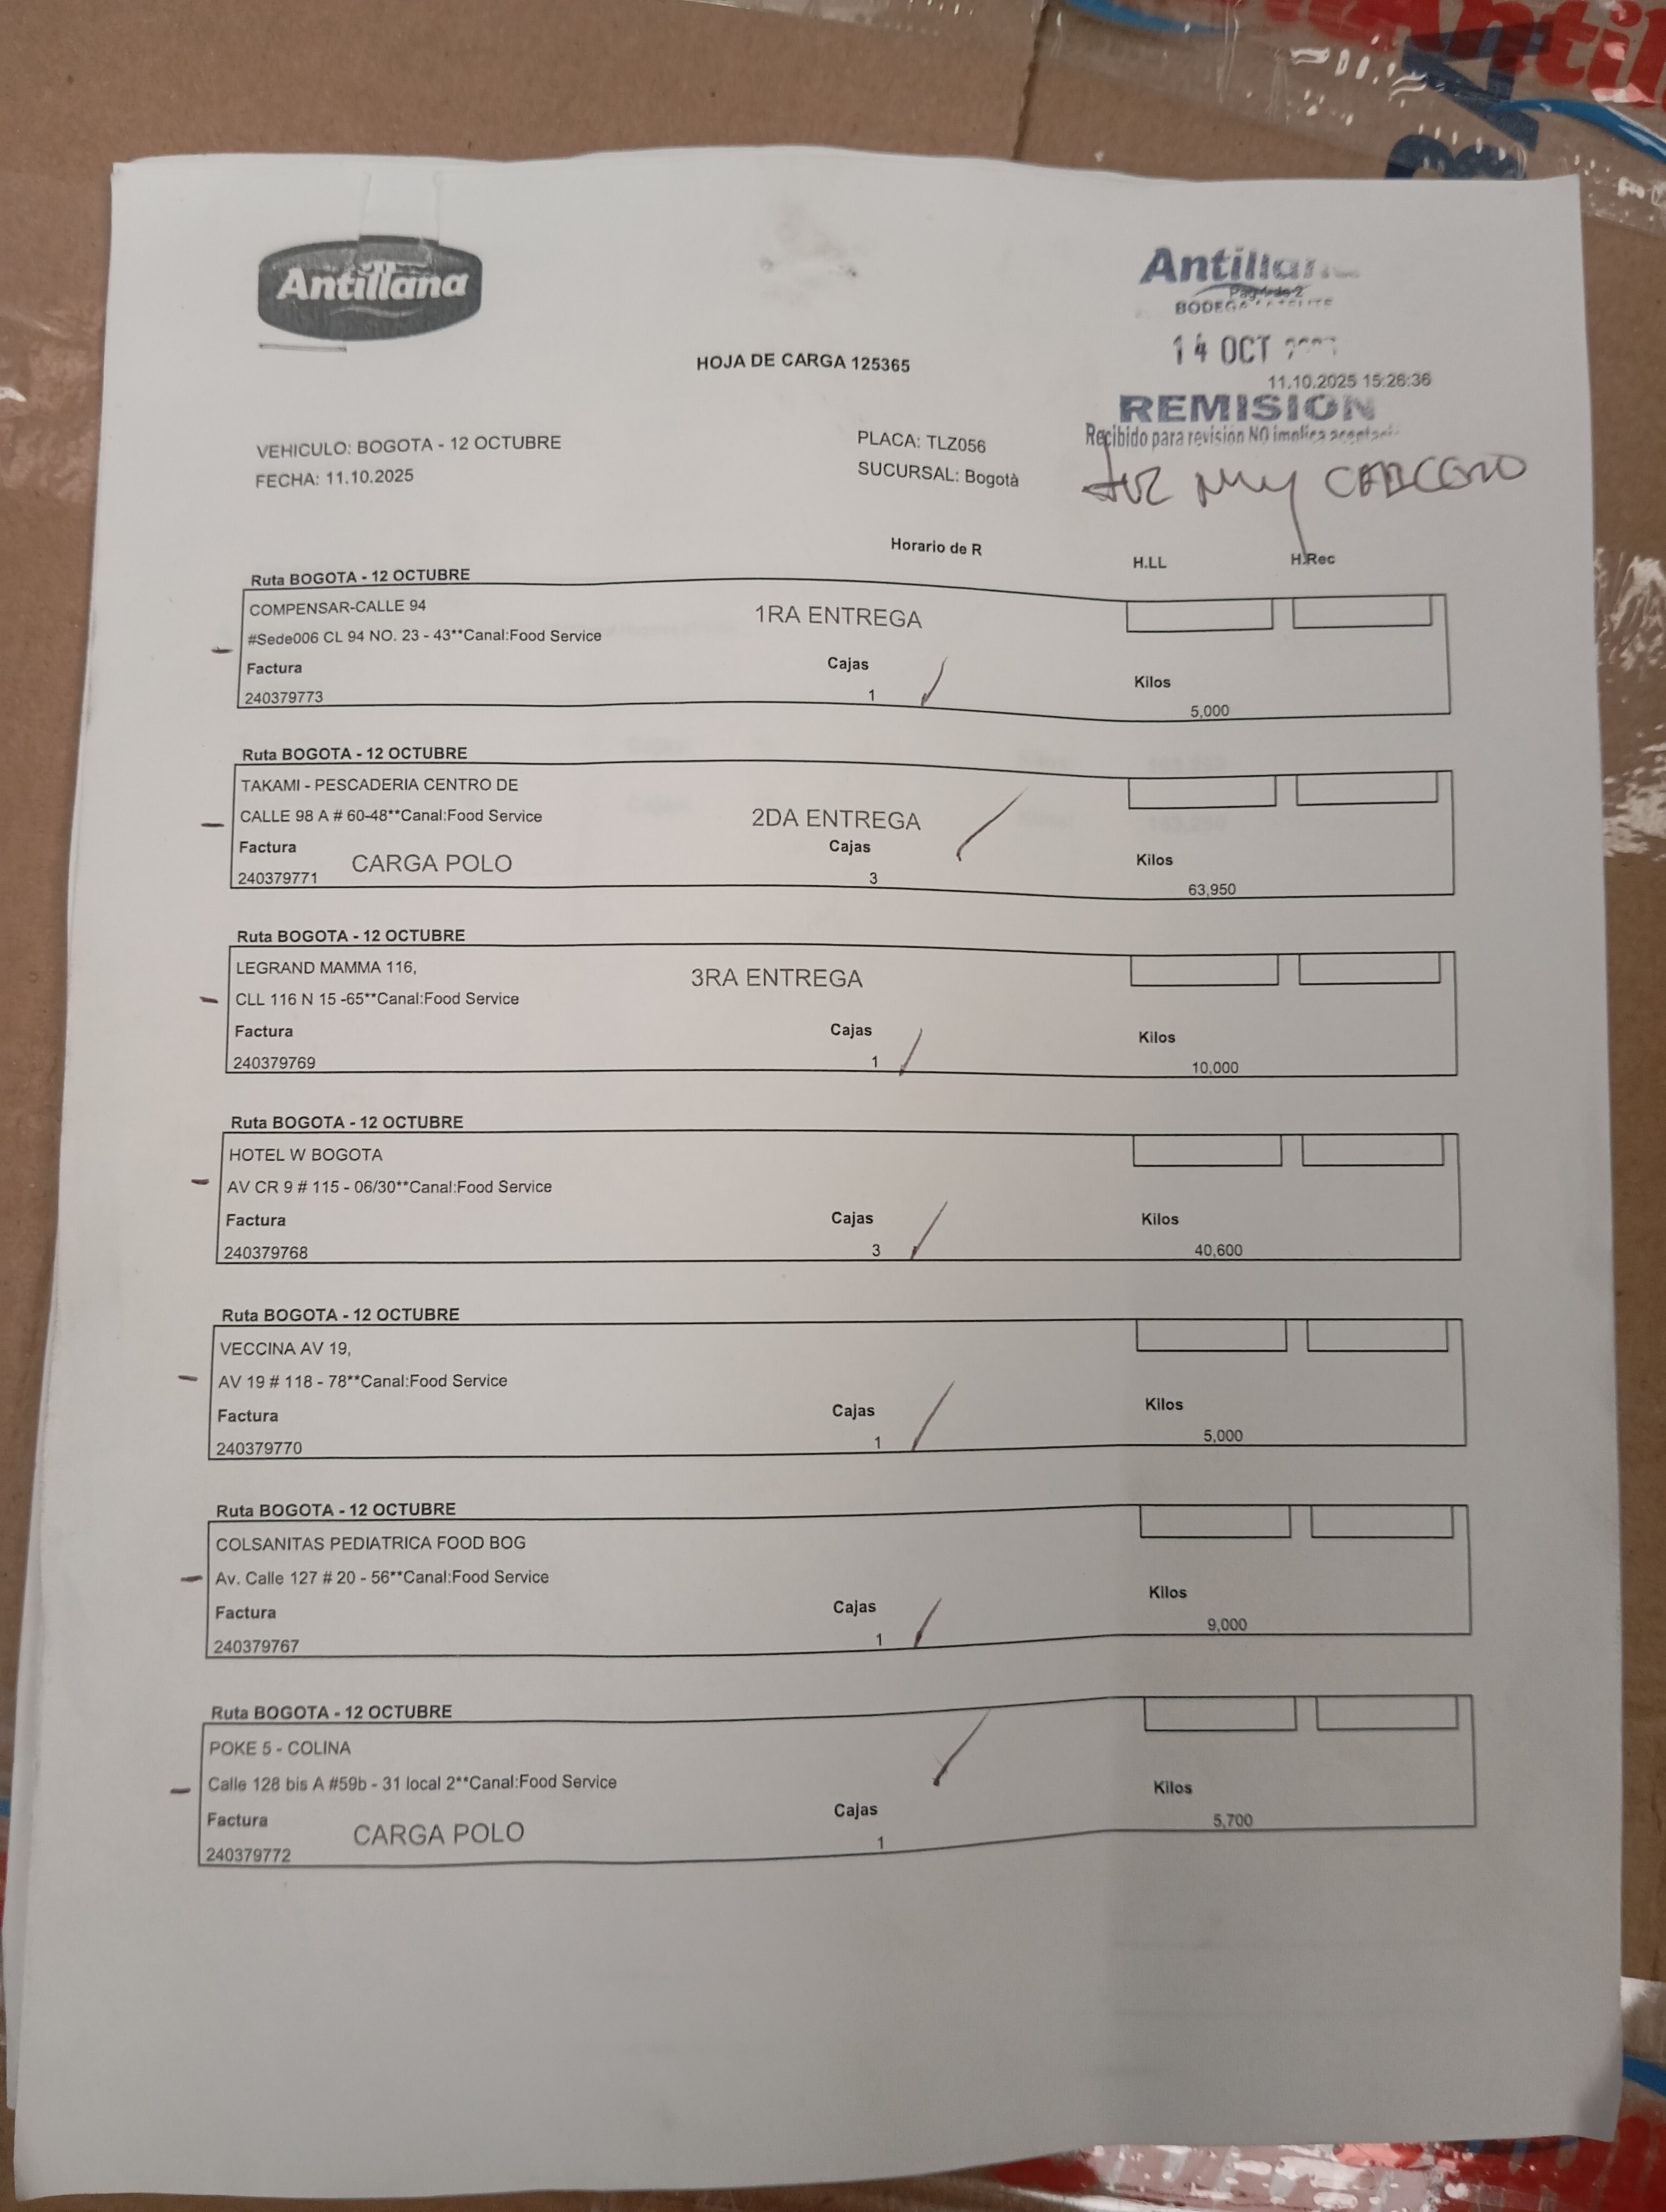 Antillana
Antillana
Pag 1 de 2
BODEGA
14 OCT
HOJA DE CARGA 125365
11.10.2025 15:26:36
REMISION
Recibido para revisión NO implica
VEHICULO: BOGOTA - 12 OCTUBRE
PLACA: TLZ056
FECHA: 11.10.2025
SUCURSAL: Bogotà
Horario de R
H.LL
H.Rec
Ruta BOGOTA - 12 OCTUBRE
COMPENSAR-CALLE 94
1RA ENTREGA
#Sede006 CL 94 NO. 23 - 43**Canal:Food Service
Factura
Cajas
Kilos
240379773
1
5,000
Ruta BOGOTA - 12 OCTUBRE
TAKAMI - PESCADERIA CENTRO DE
CALLE 98 A # 60-48**Canal:Food Service
2DA ENTREGA
Factura
CARGA POLO
Cajas
Kilos
240379771
3
63,950
Ruta BOGOTA - 12 OCTUBRE
LEGRAND MAMMA 116,
3RA ENTREGA
CLL 116 N 15 -65**Canal:Food Service
Factura
Cajas
Kilos
240379769
1
10,000
Ruta BOGOTA - 12 OCTUBRE
HOTEL W BOGOTA
AV CR 9 # 115 - 06/30**Canal:Food Service
Factura
Cajas
Kilos
240379768
3
40,600
Ruta BOGOTA - 12 OCTUBRE
VECCINA AV 19,
AV 19 # 118 - 78**Canal:Food Service
Factura
Cajas
Kilos
240379770
1
5,000
Ruta BOGOTA - 12 OCTUBRE
COLSANITAS PEDIATRICA FOOD BOG
Av. Calle 127 # 20 - 56**Canal:Food Service
Factura
Cajas
Kilos
240379767
1
9,000
Ruta BOGOTA - 12 OCTUBRE
POKE 5 - COLINA
Calle 128 bis A #59b - 31 local 2**Canal:Food Service
Factura
CARGA POLO
Cajas
Kilos
240379772
1
5,700